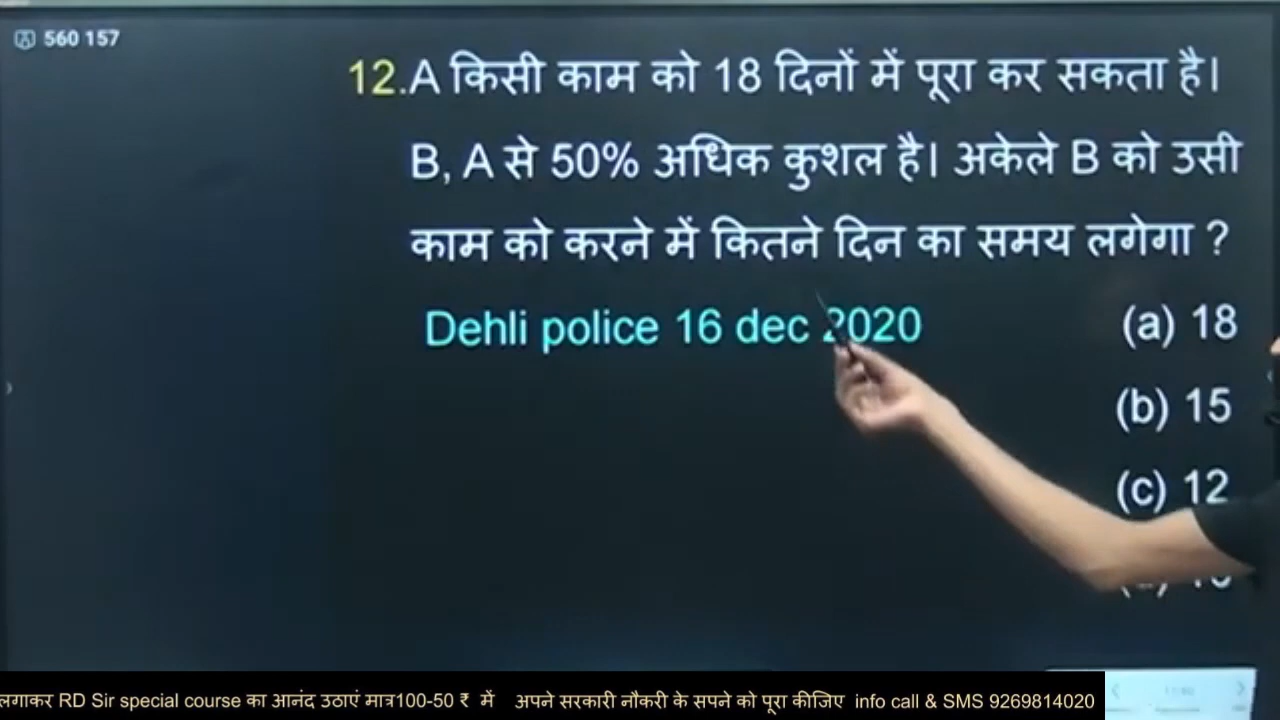 560 157
12.A किसी काम को 18 दिनों में पूरा कर सकता है।
B, A से 50% अधिक कुशल है। अकेले B को उसी
काम को करने में कितने दिन का समय लगेगा ?
Dehli police 16 dec 2020
(a) 18
(b) 15
(c) 12
लगाकर RD Sir special course का आनंद उठाएं मात्र100-50 ₹ में अपने सरकारी नौकरी के सपने को पूरा कीजिए info call & SMS 9269814020